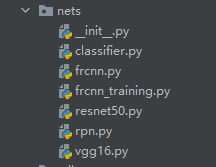 nets
__init__.py
classifier.py
frcnn.py
frcnn_training.py
resnet50.py
rpn.py
vgg16.py